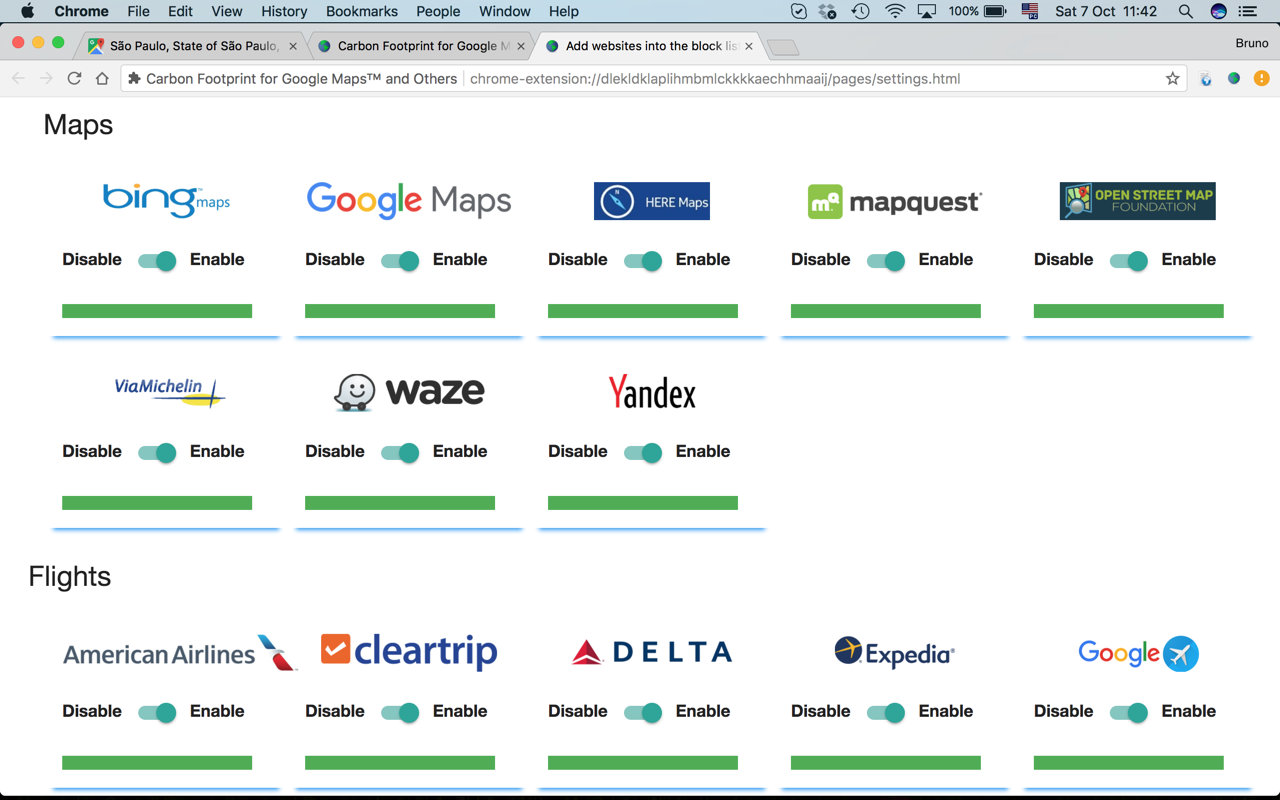 Chrome File Edit View History Bookmarks People Window Help 100% Sat 7 Oct 11:42
São Paulo, State of São Paulo, Carbon Footprint for Google M Add websites into the block lis Bruno
Carbon Footprint for Google Maps™ and Others chrome-extension://dlekldklaplihmbmlckkkkaechhmaaij/pages/settings.html
Maps
bing™ maps
Google Maps
HERE Maps
mq mapquest
OPEN STREET MAP
FOUNDATION
Disable Enable Disable Enable Disable Enable Disable Enable Disable Enable
ViaMichelin
waze
Yandex
Disable Enable Disable Enable Disable Enable
Flights
American Airlines
cleartrip
DELTA
Expedia
Google
Disable Enable Disable Enable Disable Enable Disable Enable Disable Enable